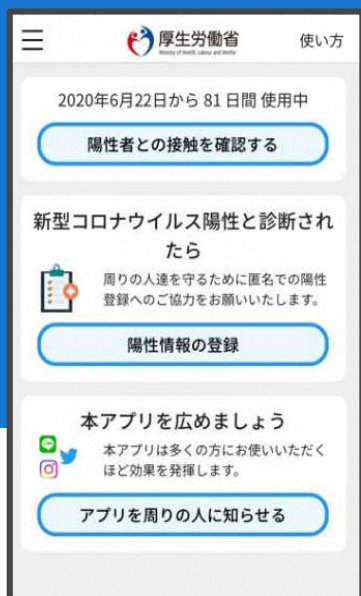 厚生労働省
Ministry of Health, Labour and Welfare
使い方
2020年6月22日から 81 日間 使用中
陽性者との接触を確認する
新型コロナウイルス陽性と診断され
たら
周りの人達を守るために匿名での陽性
登録へのご協力をお願いいたします。
陽性情報の登録
本アプリを広めましょう
本アプリは多くの方にお使いいただく
ほど効果を発揮します。
アプリを周りの人に知らせる